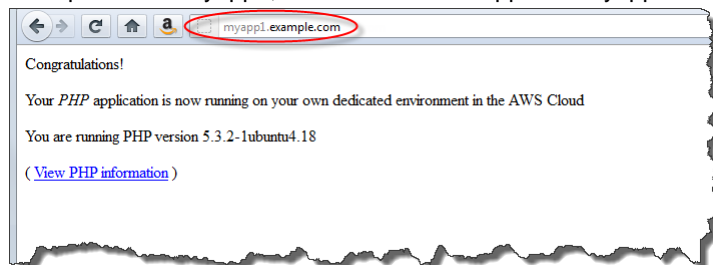 myapp1.example.com
Congratulations!
Your PHP application is now running on your own dedicated environment in the AWS Cloud
You are running PHP version 5.3.2-1ubuntu4.18
( View PHP information )